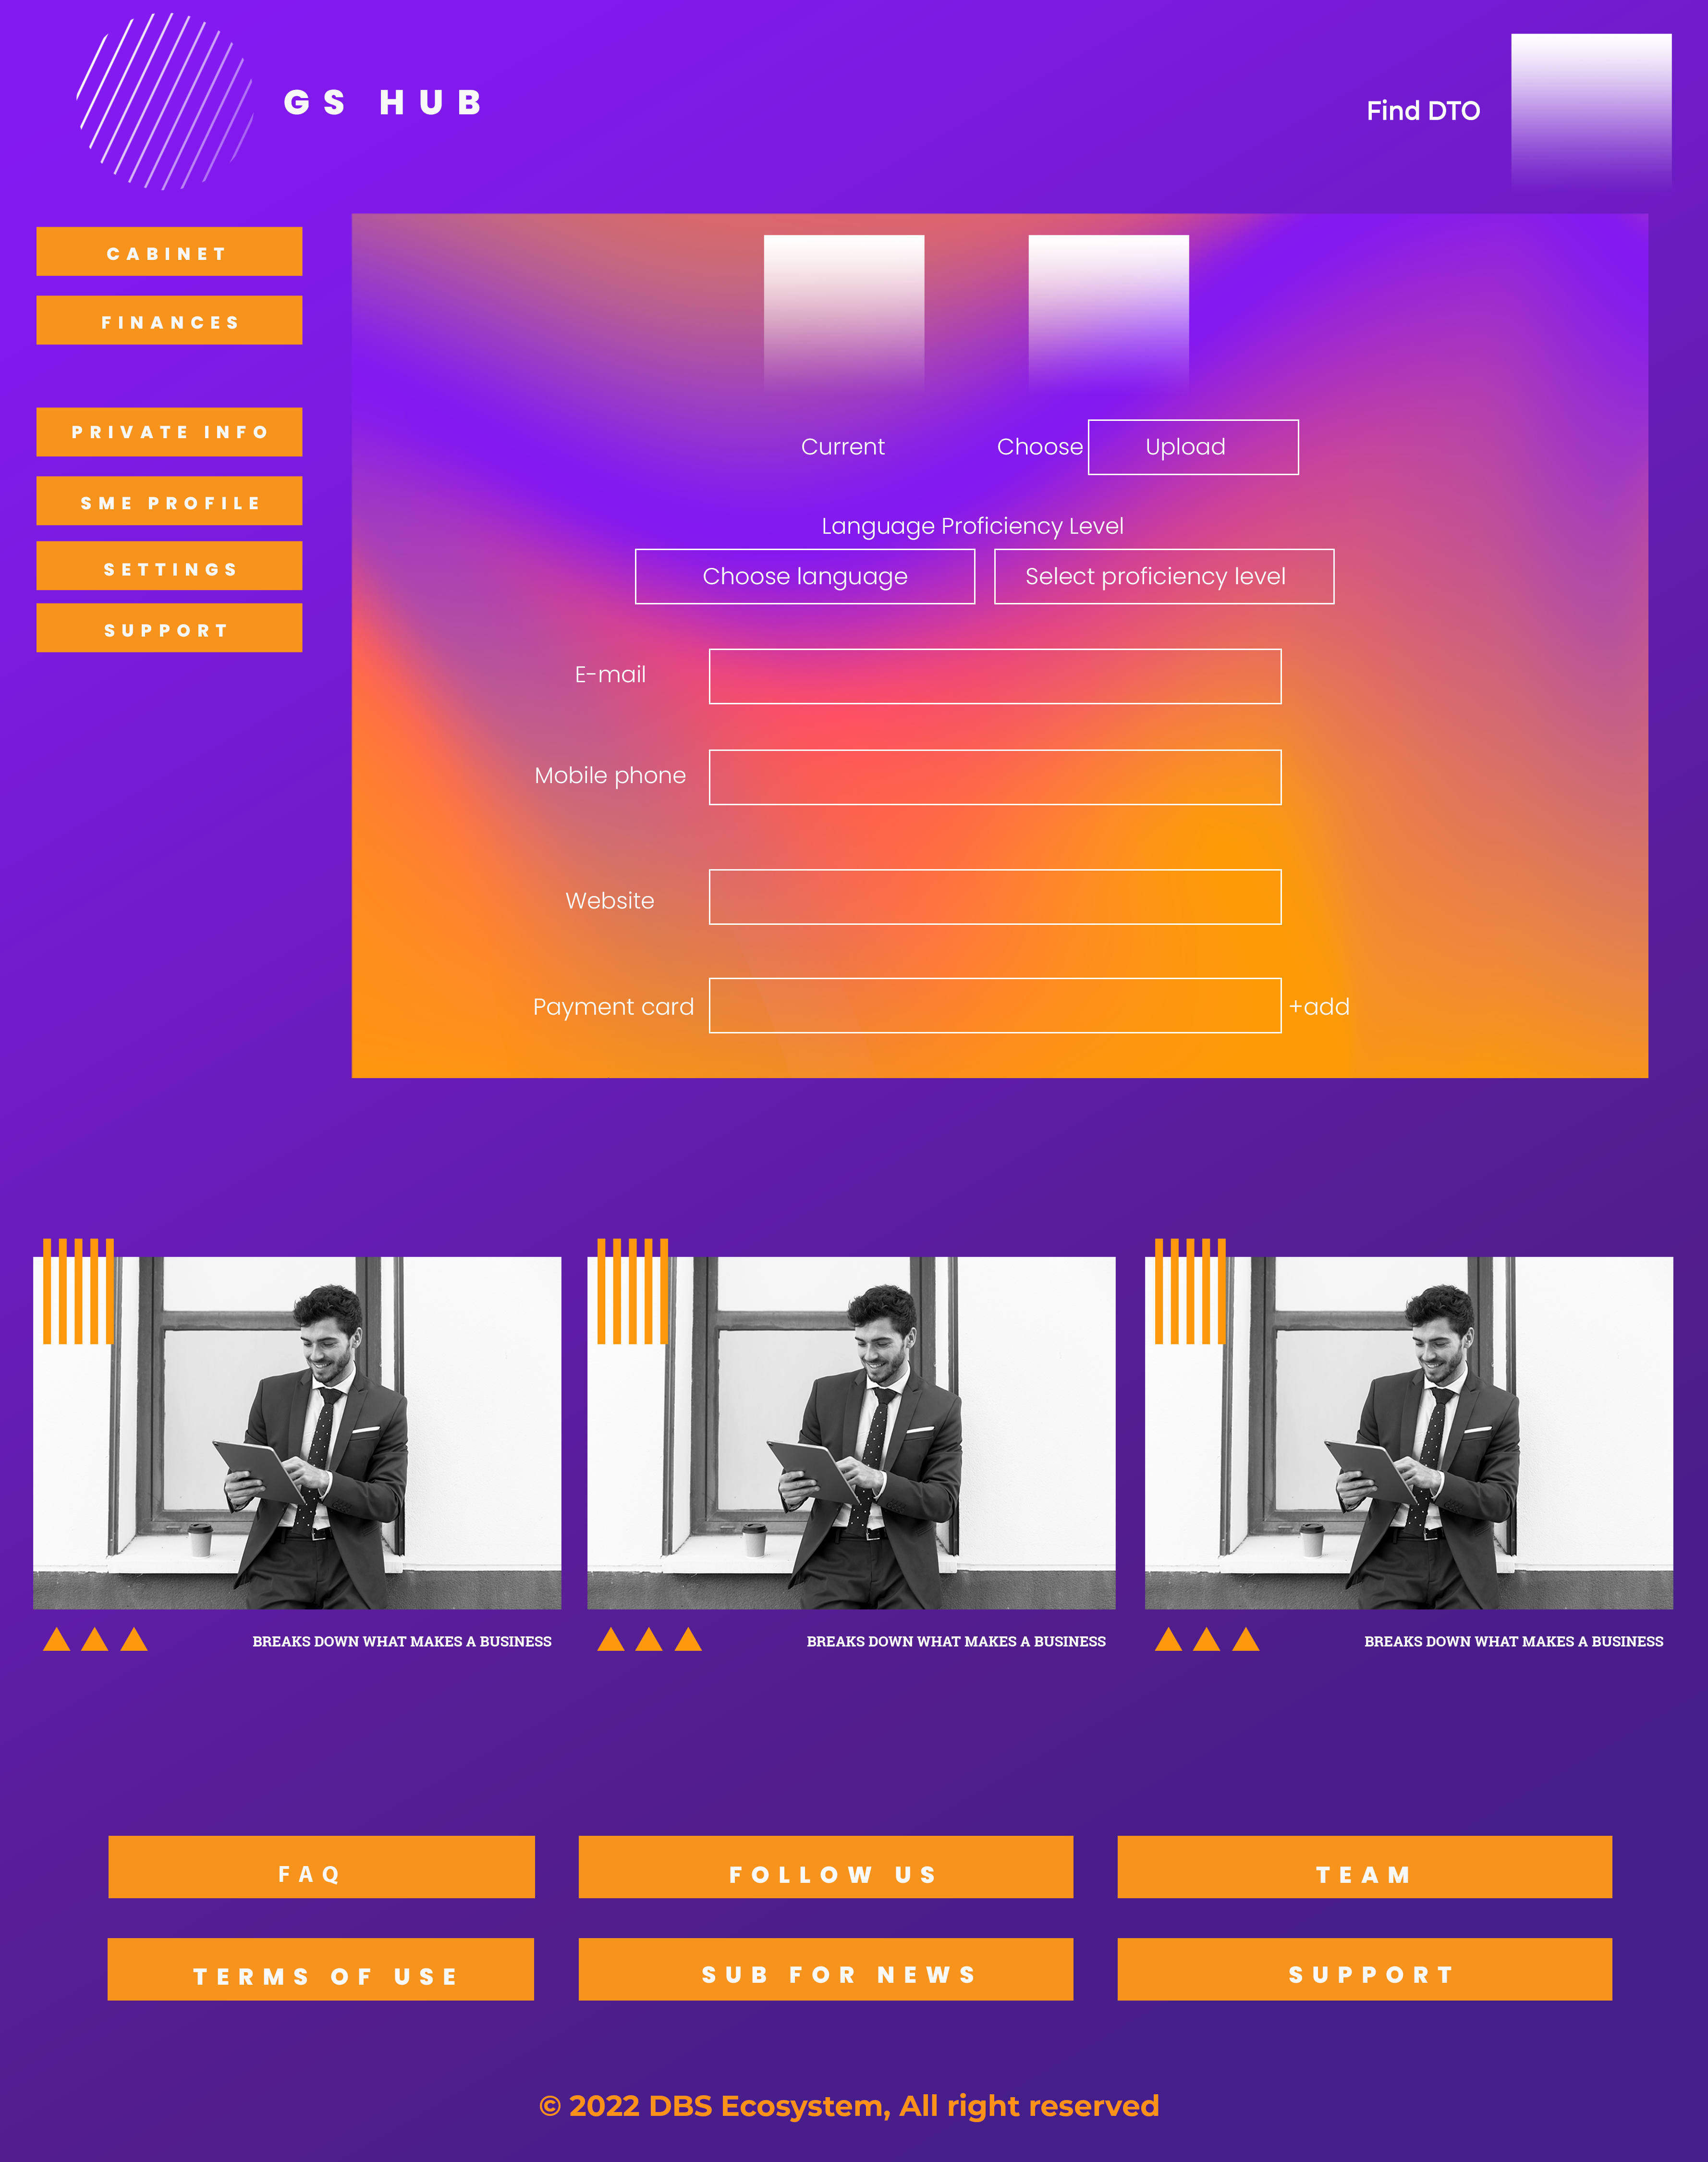 GS HUB
Find DTO
CABINET
FINANCES
PRIVATE INFO
SME PROFILE
SETTINGS
SUPPORT
Current
Choose
Upload
Language Proficiency Level
Choose language
Select proficiency level
E-mail
Mobile phone
Website
Payment card
+add
BREAKS DOWN WHAT MAKES A BUSINESS
BREAKS DOWN WHAT MAKES A BUSINESS
BREAKS DOWN WHAT MAKES A BUSINESS
FAQ
FOLLOW US
TEAM
TERMS OF USE
SUB FOR NEWS
SUPPORT
© 2022 DBS Ecosystem, All right reserved